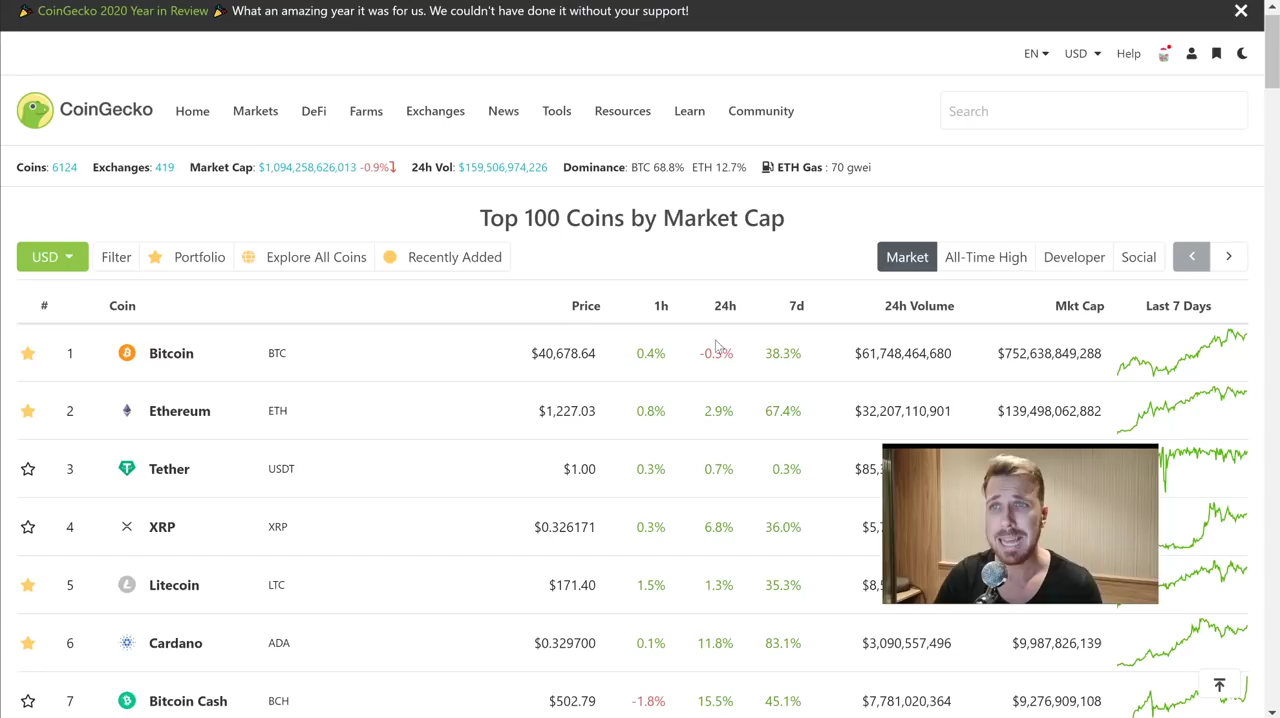 CoinGecko 2020 Year in Review What an amazing year it was for us. We couldn't have done it without your support!
EN USD Help
CoinGecko Home Markets DeFi Farms Exchanges News Tools Resources Learn Community Search
Coins: 6124 Exchanges: 419 Market Cap: $1,094,258,626,013 -0.9% 24h Vol: $159,506,974,226 Dominance: BTC 68.8% ETH 12.7% ETH Gas : 70 gwei
Top 100 Coins by Market Cap
USD Filter Portfolio Explore All Coins Recently Added Market All-Time High Developer Social
# Coin Price 1h 24h 7d 24h Volume Mkt Cap Last 7 Days
1 Bitcoin BTC $40,678.64 0.4% 38.3% $61,748,464,680 $752,638,849,288
2 Ethereum ETH $1,227.03 0.8% 2.9% 67.4% $32,207,110,901 $139,498,062,882
3 Tether USDT $1.00 0.3% 0.7% 0.3%
4 XRP XRP $0.326171 0.3% 6.8% 36.0%
5 Litecoin LTC $171.40 1.5% 1.3% 35.3%
6 Cardano ADA $0.329700 0.1% 11.8% 83.1% $3,090,557,496 $9,987,826,139
7 Bitcoin Cash BCH $502.79 -1.8% 15.5% 45.1% $7,781,020,364 $9,276,909,108